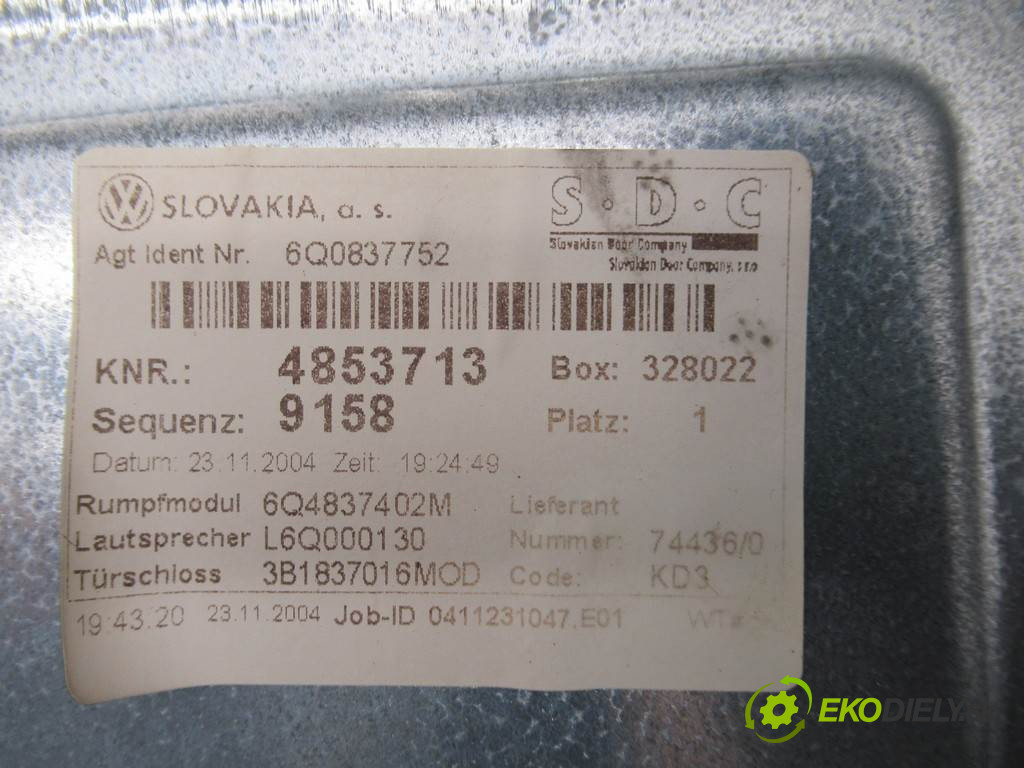 VW SLOVAKIA, a. s.
S · D · C
Slovakian Door Company
Slovakian Door Company, s.r.o
Agt Ident Nr. 6Q0837752
KNR.: 4853713 Box: 328022
Sequenz: 9158 Platz: 1
Datum: 23.11.2004 Zeit: 19:24:49
Rumpfmodul 6Q4837402M Lieferant
Lautsprecher L6Q000130 Nummer: 74436/0
Türschloss 3B1837016MOD Code: KD3
19:43:20 23.11.2004 Job-ID 0411231047.E01
EKODIELY